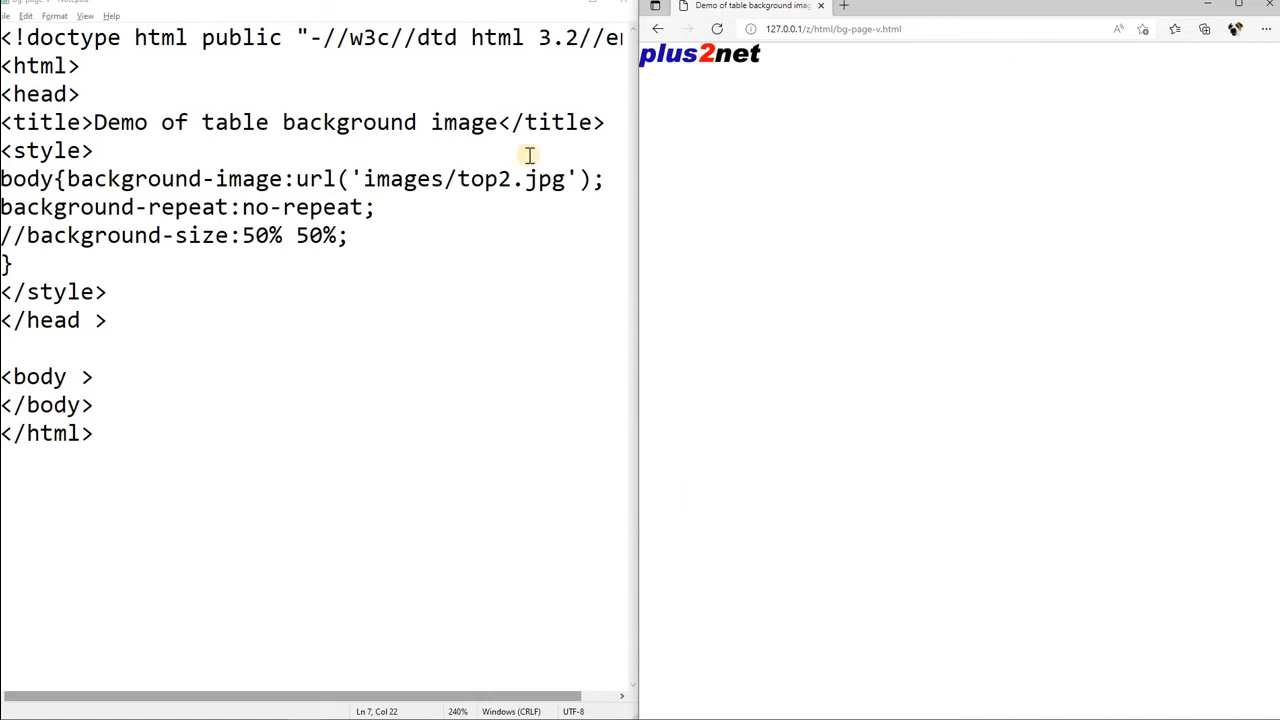 Edit Format View Help
<!doctype html public "-//w3c//dtd html 3.2//en
<html>
<head>
<title>Demo of table background image</title>
<style>
body{background-image:url('images/top2.jpg');
background-repeat:no-repeat;
//background-size:50% 50%;
}
</style>
</head >
<body >
</body>
</html>
Ln 7, Col 22 240% Windows (CRLF) UTF-8
Demo of table background imag
127.0.0.1/z/html/bg-page-v.html
plus2net